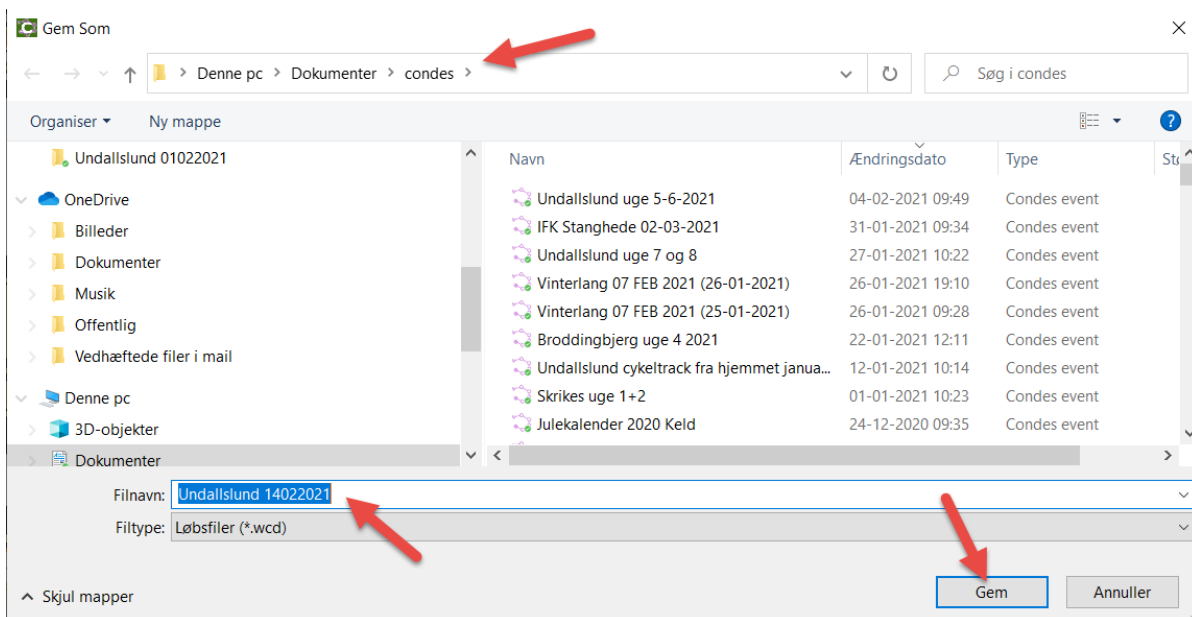 Gem Som
Denne pc > Dokumenter > condes >
Søg i condes
Organiser
Ny mappe
?
Undallslund 01022021
OneDrive
Billeder
Dokumenter
Musik
Offentlig
Vedhæftede filer i mail
Denne pc
3D-objekter
Dokumenter
Navn Ændringsdato Type Stø
Undallslund uge 5-6-2021 04-02-2021 09:49 Condes event
IFK Stanghede 02-03-2021 31-01-2021 09:34 Condes event
Undallslund uge 7 og 8 27-01-2021 10:22 Condes event
Vinterlang 07 FEB 2021 (26-01-2021) 26-01-2021 19:10 Condes event
Vinterlang 07 FEB 2021 (25-01-2021) 26-01-2021 09:28 Condes event
Broddingbjerg uge 4 2021 22-01-2021 12:11 Condes event
Undallslund cykeltrack fra hjemmet janua... 12-01-2021 10:14 Condes event
Skrikes uge 1+2 01-01-2021 10:23 Condes event
Julekalender 2020 Keld 24-12-2020 09:35 Condes event
Filnavn: Undallslund 14022021
Filtype: Løbsfiler (*.wcd)
Skjul mapper
Gem
Annuller